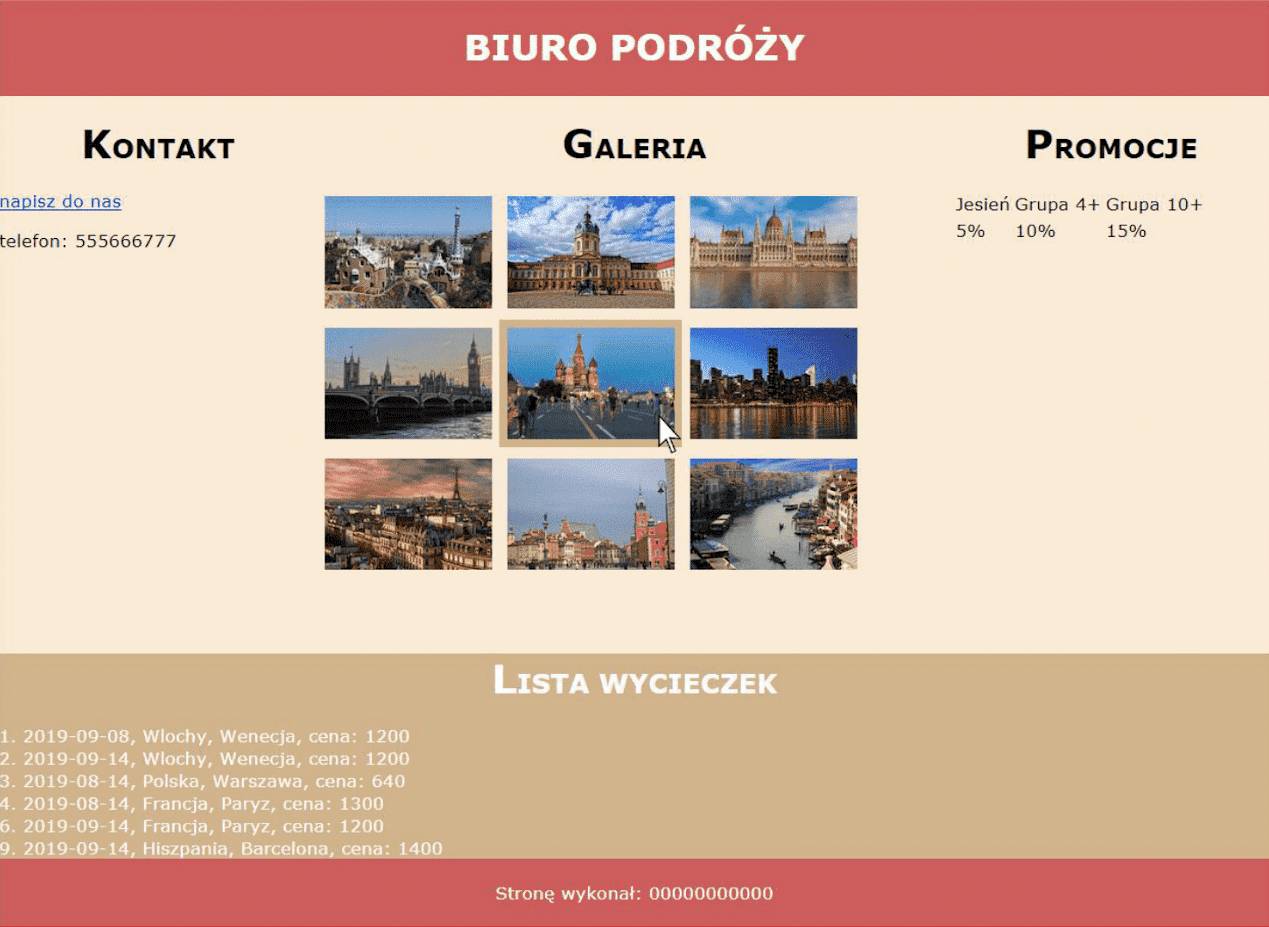 BIURO PODRÓŻY
Kontakt
napisz do nas
telefon: 555666777
Galeria
Promocje
Jesień Grupa 4+ Grupa 10+
5% 10% 15%
Lista wycieczek
1. 2019-09-08, Wlochy, Wenecja, cena: 1200
2. 2019-09-14, Wlochy, Wenecja, cena: 1200
3. 2019-08-14, Polska, Warszawa, cena: 640
4. 2019-08-14, Francja, Paryz, cena: 1300
6. 2019-09-14, Francja, Paryz, cena: 1200
9. 2019-09-14, Hiszpania, Barcelona, cena: 1400
Stronę wykonał: 00000000000